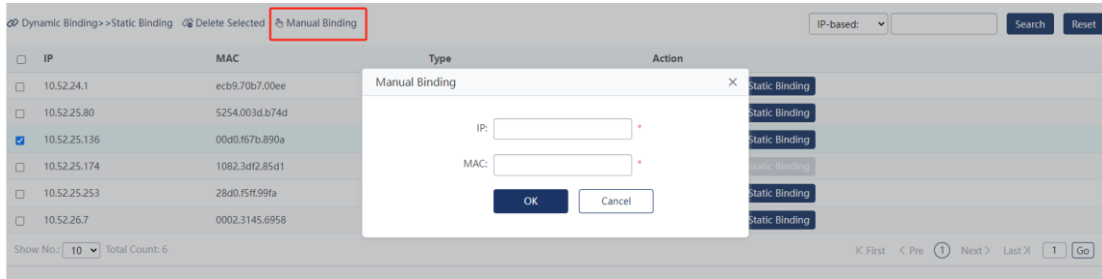 Dynamic Binding>>Static Binding Delete Selected Manual Binding IP-based: Search Reset
IP MAC Type Action
Manual Binding
10.52.24.1 ecb9.70b7.00ee Static Binding
10.52.25.80 5254.003d.b74d Static Binding
IP: *
10.52.25.136 00d0.f67b.890a Static Binding
MAC: *
10.52.25.174 1082.3df2.85d1 Static Binding
10.52.25.253 28d0.f5ff.99fa Static Binding
OK Cancel
10.52.26.7 0002.3145.6958 Static Binding
Show No.: 10 Total Count: 6 First Pre 1 Next Last 1 Go